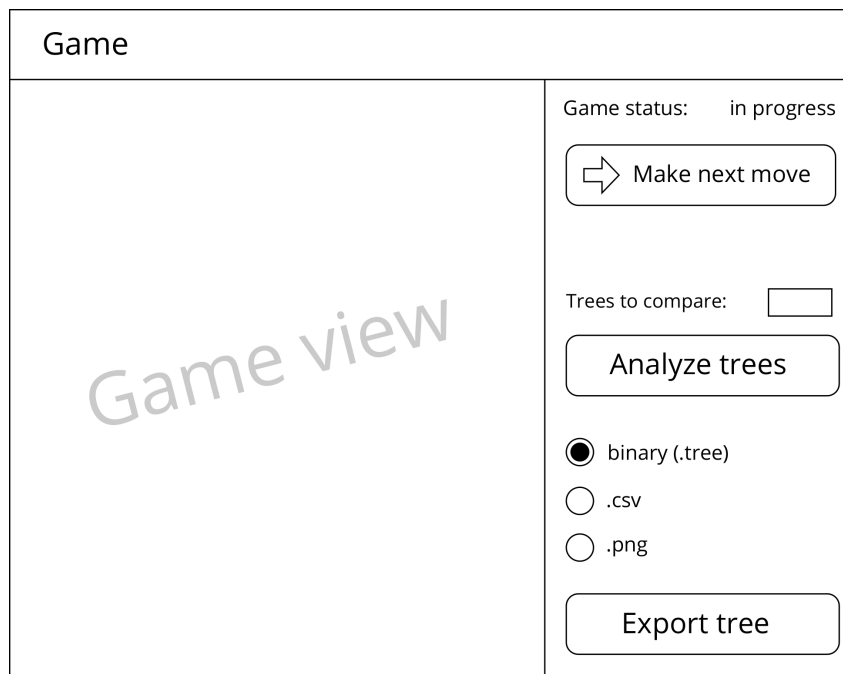 Game
Game status: in progress
Make next move
Game view
Trees to compare:
Analyze trees
binary (.tree)
.csv
.png
Export tree